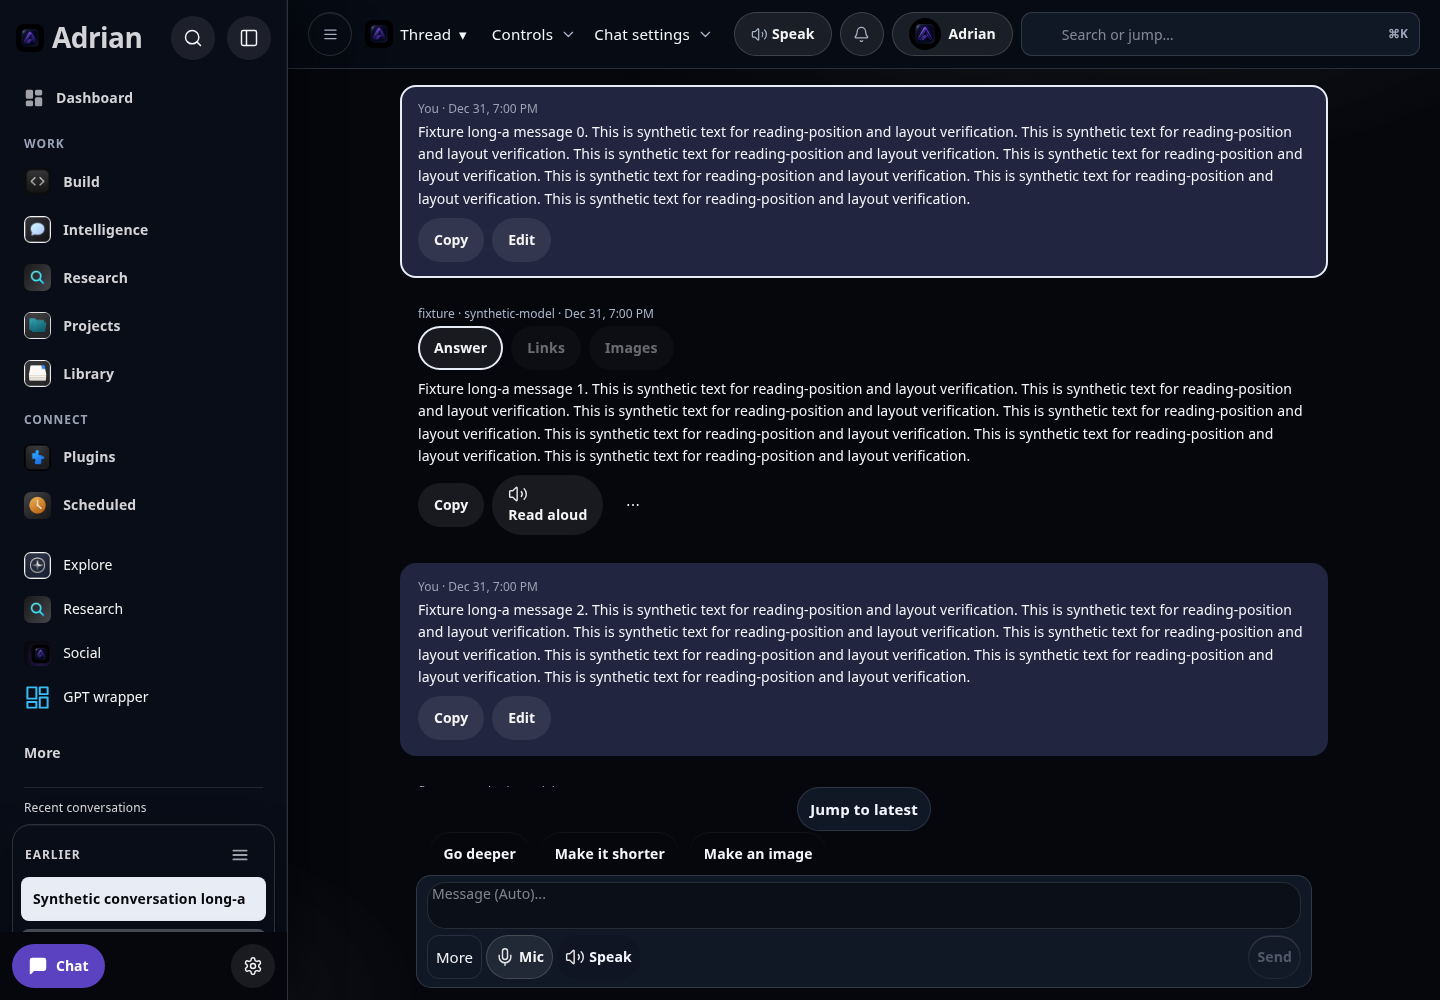 Adrian
Dashboard
WORK
Build
Intelligence
Research
Projects
Library
CONNECT
Plugins
Scheduled
Explore
Research
Social
GPT wrapper
More
Recent conversations
EARLIER
Synthetic conversation long-a
Chat
Thread ▾
Controls
Chat settings
Speak
Adrian
Search or jump...
⌘K
You · Dec 31, 7:00 PM
Fixture long-a message 0. This is synthetic text for reading-position and layout verification. This is synthetic text for reading-position
and layout verification. This is synthetic text for reading-position and layout verification. This is synthetic text for reading-position and
layout verification. This is synthetic text for reading-position and layout verification. This is synthetic text for reading-position and
layout verification. This is synthetic text for reading-position and layout verification.
Copy
Edit
fixture · synthetic-model · Dec 31, 7:00 PM
Answer
Links
Images
Fixture long-a message 1. This is synthetic text for reading-position and layout verification. This is synthetic text for reading-position
and layout verification. This is synthetic text for reading-position and layout verification. This is synthetic text for reading-position and
layout verification. This is synthetic text for reading-position and layout verification. This is synthetic text for reading-position and
layout verification. This is synthetic text for reading-position and layout verification.
Copy
Read aloud
...
You · Dec 31, 7:00 PM
Fixture long-a message 2. This is synthetic text for reading-position and layout verification. This is synthetic text for reading-position
and layout verification. This is synthetic text for reading-position and layout verification. This is synthetic text for reading-position and
layout verification. This is synthetic text for reading-position and layout verification. This is synthetic text for reading-position and
layout verification. This is synthetic text for reading-position and layout verification.
Copy
Edit
Jump to latest
Go deeper
Make it shorter
Make an image
Message (Auto)...
More
Mic
Speak
Send